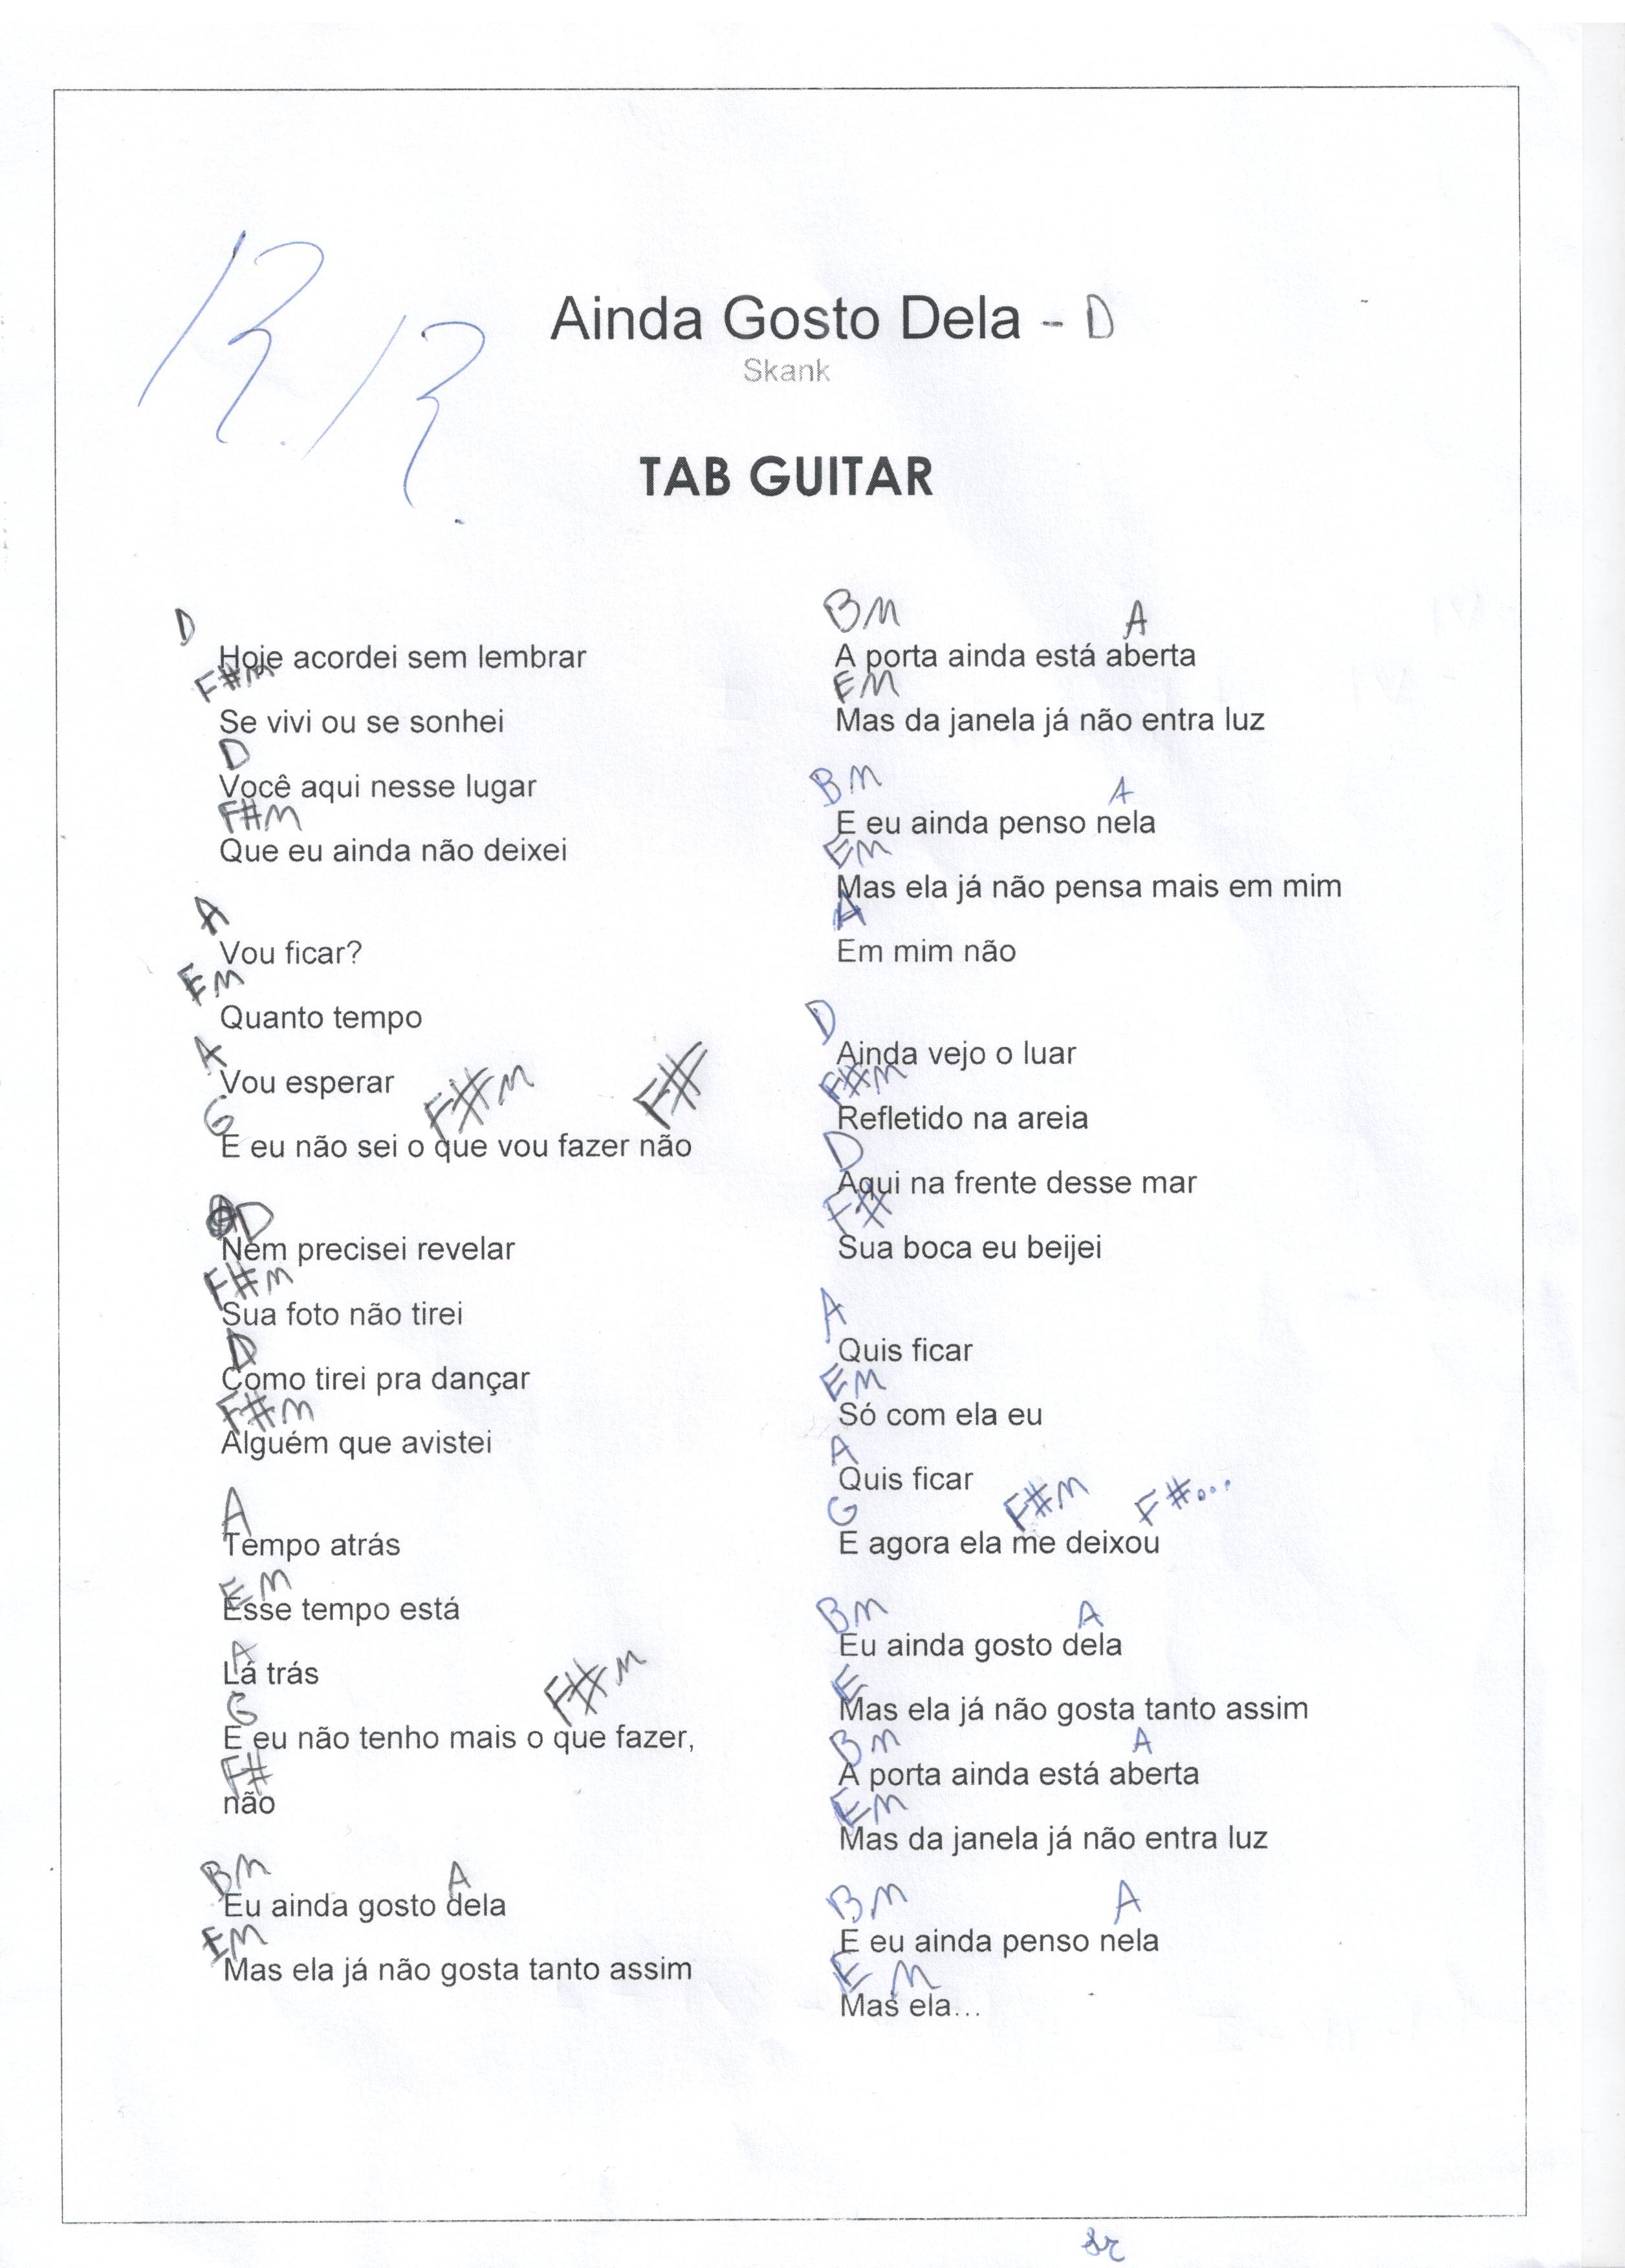 R.R.
Ainda Gosto Dela - D
Skank
TAB GUITAR
D
Hoje acordei sem lembrar
F#m
Se vivi ou se sonhei
D
Você aqui nesse lugar
F#m
Que eu ainda não deixei
A
Vou ficar?
Em
Quanto tempo
A
Vou esperar
G F#m F#
E eu não sei o que vou fazer não
D
Nem precisei revelar
F#m
Sua foto não tirei
D
Como tirei pra dançar
F#m
Alguém que avistei
A
Tempo atrás
Em
Esse tempo está
A
Lá trás
G F#m
E eu não tenho mais o que fazer,
F#
não
Bm A
Eu ainda gosto dela
Em
Mas ela já não gosta tanto assim
Bm A
A porta ainda está aberta
Em
Mas da janela já não entra luz
Bm A
E eu ainda penso nela
Em
Mas ela já não pensa mais em mim
A
Em mim não
D
Ainda vejo o luar
F#m
Refletido na areia
D
Aqui na frente desse mar
F#
Sua boca eu beijei
A
Quis ficar
Em
Só com ela eu
A
Quis ficar
G F#m F#...
E agora ela me deixou
Bm A
Eu ainda gosto dela
E
Mas ela já não gosta tanto assim
Bm A
A porta ainda está aberta
Em
Mas da janela já não entra luz
Bm A
E eu ainda penso nela
Em
Mas ela...